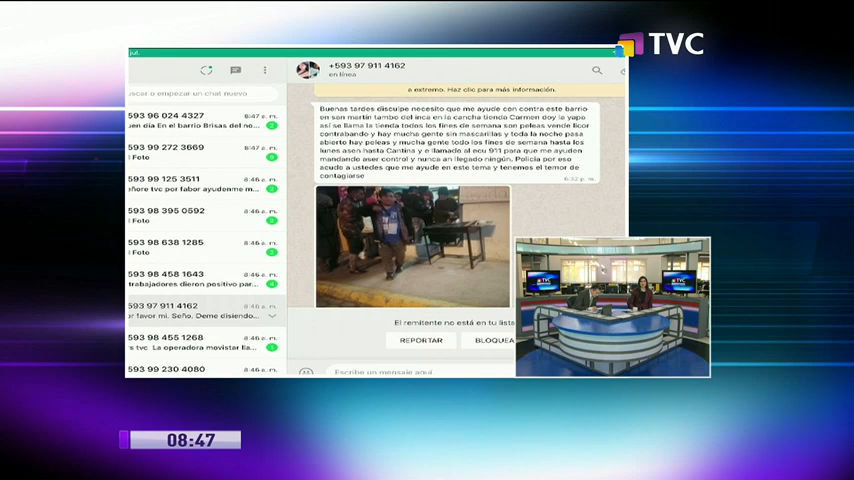 TVC
jul.
+593 97 911 4162
en línea
a extremo. Haz clic para más información.
uscar o empezar un chat nuevo
593 96 024 4327
8:47 a. m.
uen día En el barrio Brisas del no...
593 99 272 3669
8:47 a. m.
Foto
593 99 125 3511
8:46 a. m.
eñore tvc por fabor ayudenme m...
593 98 395 0592
8:46 a. m.
Foto
593 98 638 1285
8:46 a. m.
Foto
593 98 458 1643
8:46 a. m.
trabajadores dieron positivo par...
593 97 911 4162
8:46 a. m.
or favor mi. Seño. Deme disiendo...
593 98 455 1268
8:46 a. m.
s tvc La operadora movistar lla...
593 99 230 4080
8:46 a. m.
Buenas tardes disculpe necesito que me ayude con contra este barrio
en san martín tambo del inca en la cancha tienda Carmen doy la yapa
así se llama la tienda todos los fines de semana son peleas vende licor
contrabando y hay mucha gente sin mascarillas y toda la noche pasa
abierto hay peleas y mucha gente todo los fines de semana hasta los
lunes asen hasta Cantina y e llamado al ecu 911 para que me ayuden
mandando aser control y nunca an llegado ningún. Policía por eso
acudo a ustedes que me ayude en este tema y tenemos el temor de
contagiarse
6:32 p. m.
El remitente no está en tu lista
REPORTAR
BLOQUEA
Escribe un mensaje aquí
TVC
TVC
08:47